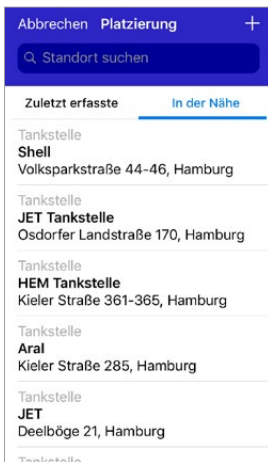 Abbrechen Platzierung +
Standort suchen
Zuletzt erfasste In der Nähe
Tankstelle
Shell
Volksparkstraße 44-46, Hamburg
Tankstelle
JET Tankstelle
Osdorfer Landstraße 170, Hamburg
Tankstelle
HEM Tankstelle
Kieler Straße 361-365, Hamburg
Tankstelle
Aral
Kieler Straße 285, Hamburg
Tankstelle
JET
Deelböge 21, Hamburg
Tankstelle